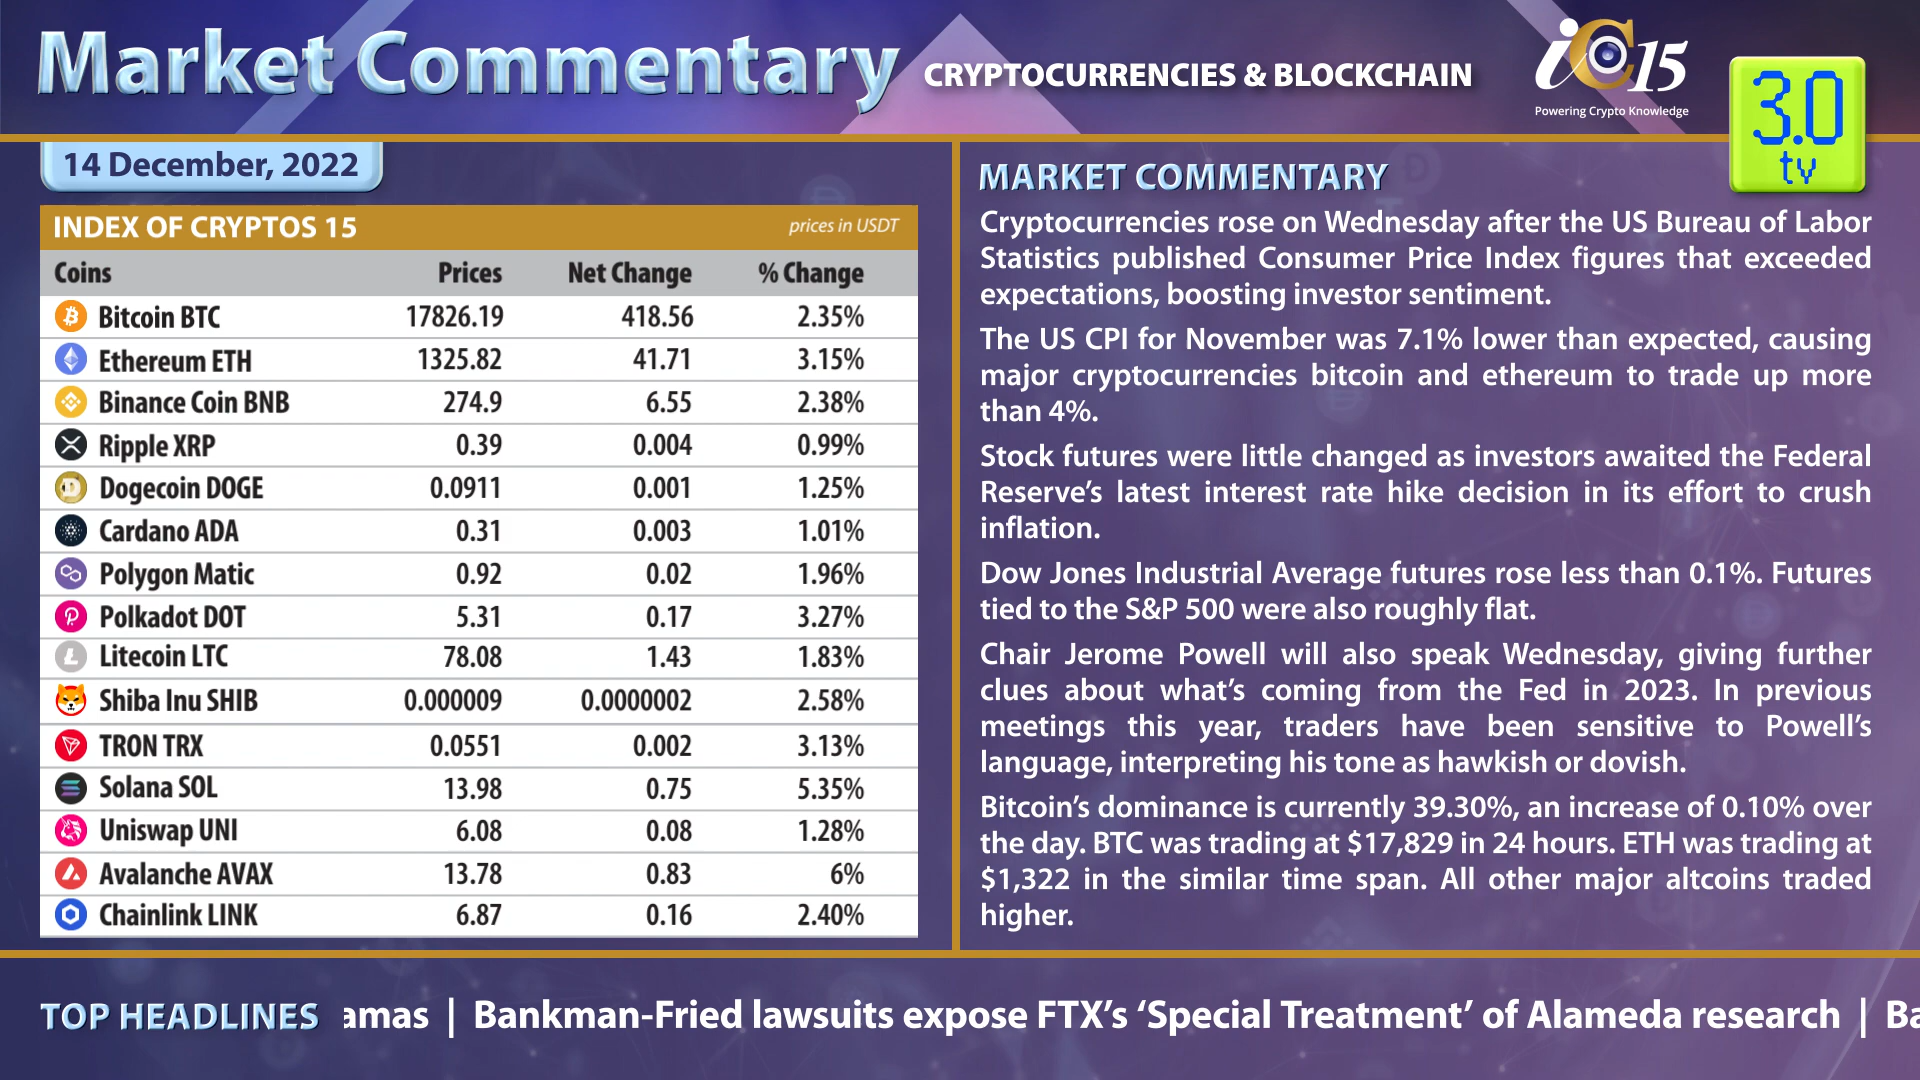 Market Commentary CRYPTOCURRENCIES & BLOCKCHAIN
iC15
Powering Crypto Knowledge
3.0
tv
14 December, 2022
INDEX OF CRYPTOS 15 prices in USDT
Coins Prices Net Change % Change
Bitcoin BTC 17826.19 418.56 2.35%
Ethereum ETH 1325.82 41.71 3.15%
Binance Coin BNB 274.9 6.55 2.38%
Ripple XRP 0.39 0.004 0.99%
Dogecoin DOGE 0.0911 0.001 1.25%
Cardano ADA 0.31 0.003 1.01%
Polygon Matic 0.92 0.02 1.96%
Polkadot DOT 5.31 0.17 3.27%
Litecoin LTC 78.08 1.43 1.83%
Shiba Inu SHIB 0.000009 0.0000002 2.58%
TRON TRX 0.0551 0.002 3.13%
Solana SOL 13.98 0.75 5.35%
Uniswap UNI 6.08 0.08 1.28%
Avalanche AVAX 13.78 0.83 6%
Chainlink LINK 6.87 0.16 2.40%
MARKET COMMENTARY
Cryptocurrencies rose on Wednesday after the US Bureau of Labor
Statistics published Consumer Price Index figures that exceeded
expectations, boosting investor sentiment.
The US CPI for November was 7.1% lower than expected, causing
major cryptocurrencies bitcoin and ethereum to trade up more
than 4%.
Stock futures were little changed as investors awaited the Federal
Reserve’s latest interest rate hike decision in its effort to crush
inflation.
Dow Jones Industrial Average futures rose less than 0.1%. Futures
tied to the S&P 500 were also roughly flat.
Chair Jerome Powell will also speak Wednesday, giving further
clues about what’s coming from the Fed in 2023. In previous
meetings this year, traders have been sensitive to Powell’s
language, interpreting his tone as hawkish or dovish.
Bitcoin’s dominance is currently 39.30%, an increase of 0.10% over
the day. BTC was trading at $17,829 in 24 hours. ETH was trading at
$1,322 in the similar time span. All other major altcoins traded
higher.
TOP HEADLINES amas | Bankman-Fried lawsuits expose FTX’s ‘Special Treatment’ of Alameda research | Ba